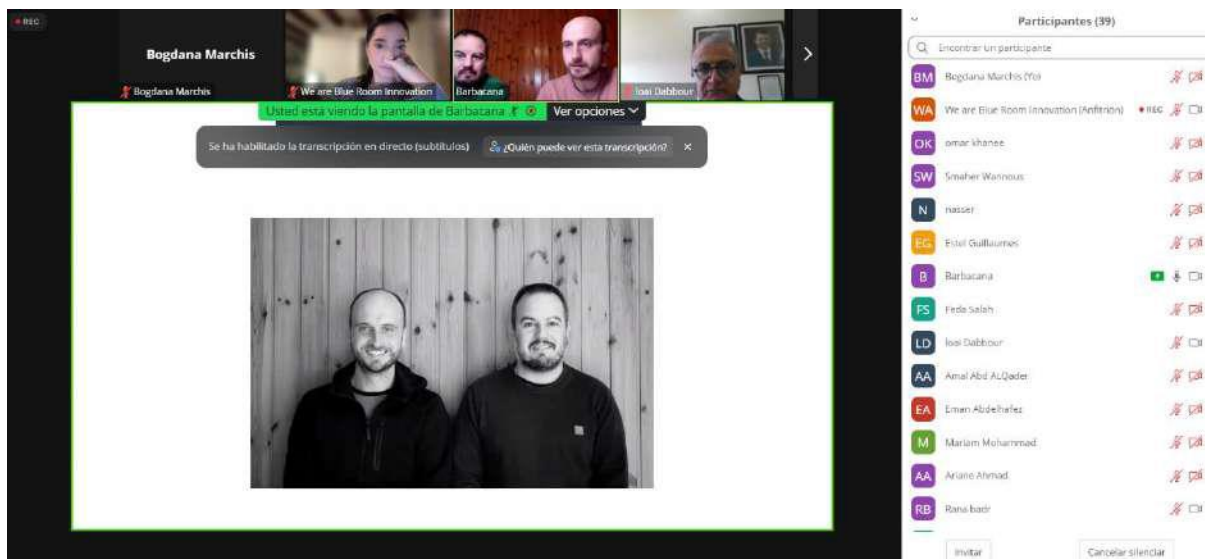 REC
Bogdana Marchis
Bogdana Marchis
We are Blue Room Innovation
Barbacana
loai Dabbour
Usted está viendo la pantalla de Barbacana
Ver opciones
Se ha habilitado la transcripción en directo (subtítulos)
¿Quién puede ver esta transcripción?
Participantes (39)
Encontrar un participante
BM Bogdana Marchis (Yo)
WA We are Blue Room Innovation (Anfitrión) REC
OK omar khanee
SW Smaher Wannous
N nasser
EG Estel Guillaumes
B Barbacana
FS Feda Salah
LD loai Dabbour
AA Amal Abd ALQader
EA Eman Abdelhafez
M Mariam Mohammad
AA Ariane Ahmad
RB Rana badr
Invitar
Cancelar silenciar